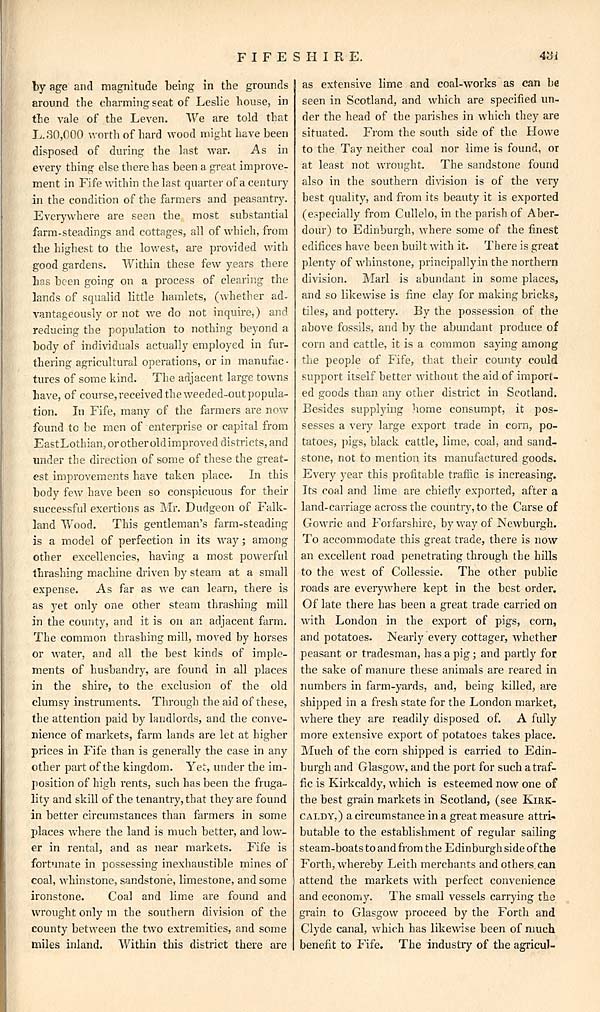 FIFESHIRE.
431
by age and magnitude being in the grounds
around the charming seat of Leslie house, in
the vale of the Leven. We are told that
L.30,000 worth of hard wood might have been
disposed of during the last war. As in
every thing else there has been a great improve-
ment in Fife within the last quarter of a century
in the condition of the farmers and peasantry.
Everywhere are seen the most substantial
farm-steadings and cottages, all of which, from
the highest to the lowest, are provided with
good gardens. Within these few years there
has been going on a process of clearing the
lands of squalid little hamlets, (whether ad-
vantageously or not we do not inquire,) and
reducing the population to nothing beyond a
body of individuals actually employed in fur-
thering agricultural operations, or in manufac-
tures of some kind. The adjacent large towns
have, of course, received the weeded-out popula-
tion. In Fife, many of the farmers are now
found to be men of enterprise or capital from
East Lothian, or other old improved districts, and
under the direction of some of these the great-
est improvements have taken place. In this
body few have been so conspicuous for their
successful exertions as Mr. Dudgeon of Falk-
land Wood. This gentleman's farm-steading
is a model of perfection in its way; among
other excellencies, having a most powerful
thrashing machine driven by steam at a small
expense. As far as we can learn, there is
as yet only one other steam thrashing mill
in the county, and it is on an adjacent farm.
The common thrashing mill, moved by horses
or water, and all the best kinds of imple-
ments of husbandry, are found in all places
in the shire, to the exclusion of the old
clumsy instruments. Through the aid of these,
the attention paid by landlords, and the conve-
nience of markets, farm lands are let at higher
prices in Fife than is generally the case in any
other part of the kingdom. Yet, under the im-
position of high rents, such has been the fruga-
lity and skill of the tenantry, that they are found
in better circumstances than farmers in some
places where the land is much better, and low-
er in rental, and as near markets. Fife is
fortunate in possessing inexhaustible mines of
coal, whinstone, sandstone, limestone, and some
ironstone. Coal and lime are found and
wrought only in the southern division of the
county between the two extremities, and some
miles inland. Within this district there are
as extensive lime and coal-works as can be
seen in Scotland, and which are specified un-
der the head of the parishes in which they are
situated. From the south side of the Howe
to the Tay neither coal nor lime is found, or
at least not wrought. The sandstone found
also in the southern division is of the very
best quality, and from its beauty it is exported
(especially from Cullelo, in the parish of Aber-
dour) to Edinburgh, where some of the finest
edifices have been built with it. There is great
plenty of whinstone, principally in the northern
division. Marl is abundant in some places,
and so likewise is fine clay for making bricks,
tiles, and pottery. By the possession of the
above fossils, and by the abundant produce of
corn and cattle, it is a common saying among
the people of Fife, that their county could
support itself better without the aid of import-
ed goods than any other district in Scotland.
Besides supplying home consumpt, it pos-
sesses a very large export trade in corn, po-
tatoes, pigs, black cattle, lime, coal, and sand-
stone, not to mention its manufactured goods.
Every year this profitable traffic is increasing.
Its coal and lime are chiefly exported, after a
land-carriage across the country, to the Carse of
Gowrie and Forfarshire, by way of Newburgh.
To accommodate this great trade, there is now
an excellent road penetrating through the hills
to the west of Collessie. The other public
roads are everywhere kept in the best order.
Of late there has been a great trade carried on
with London in the export of pigs, corn,
and potatoes. Nearly every cottager, whether
peasant or tradesman, has a pig; and partly for
the sake of manure these animals are reared in
numbers in farm-yards, and, being killed, are
shipped in a fresh state for the London market,
where they are readily disposed of. A fully
more extensive export of potatoes takes place.
Much of the corn shipped is carried to Edin-
burgh and Glasgow, and the port for such a traf-
fic is Kirkcaldy, which is esteemed now one of
the best grain markets in Scotland, (see KIRK-
CALDY,) a circumstance in a great measure attri-
butable to the establishment of regular sailing
steam-boats to and from the Edinburgh side of the
Forth, whereby Leith merchants and others can
attend the markets with perfect convenience
and economy. The small vessels carrying the
grain to Glasgow proceed by the Forth and
Clyde canal, which has likewise been of much
benefit to Fife. The industry of the agricul-